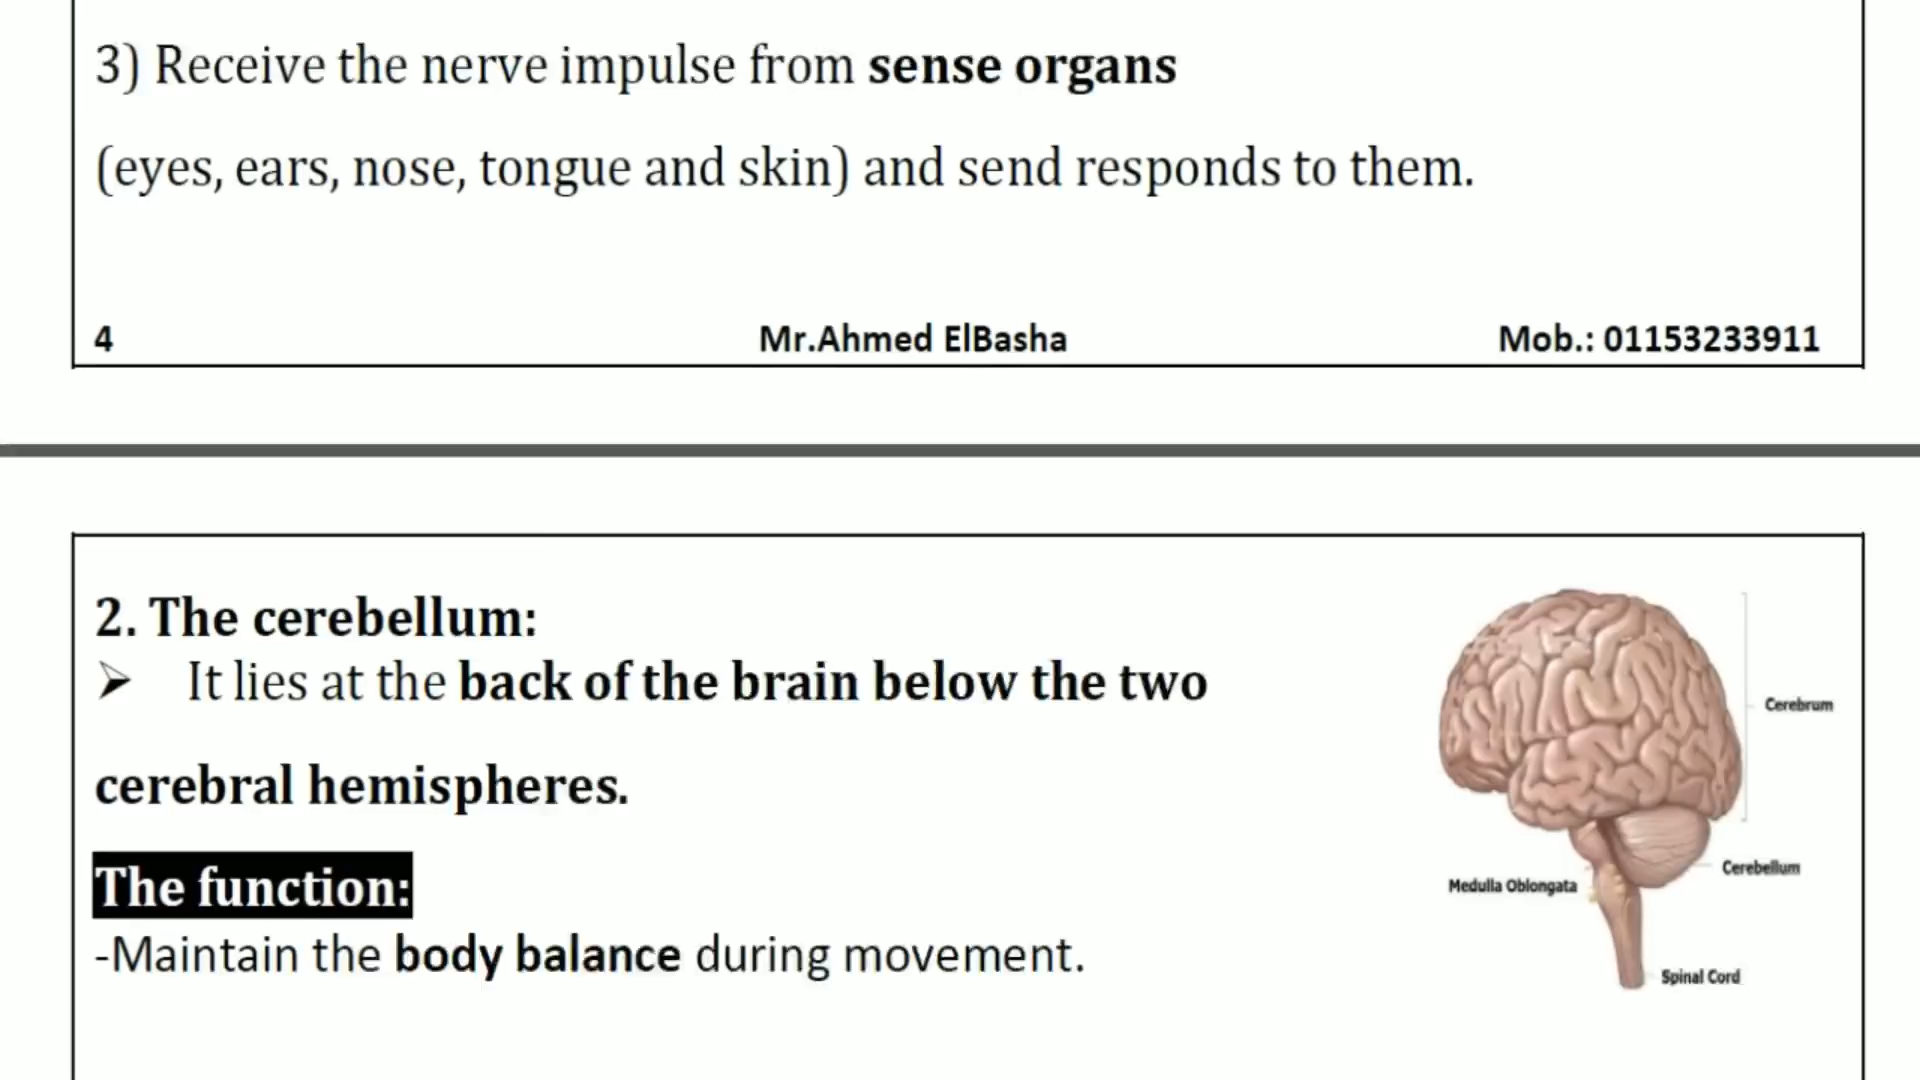 3) Receive the nerve impulse from sense organs
(eyes, ears, nose, tongue and skin) and send responds to them.
4 Mr.Ahmed ElBasha Mob.: 01153233911
2. The cerebellum:
➢ It lies at the back of the brain below the two
cerebral hemispheres.
The function:
-Maintain the body balance during movement.
Cerebrum
Cerebellum
Medulla Oblongata
Spinal Cord